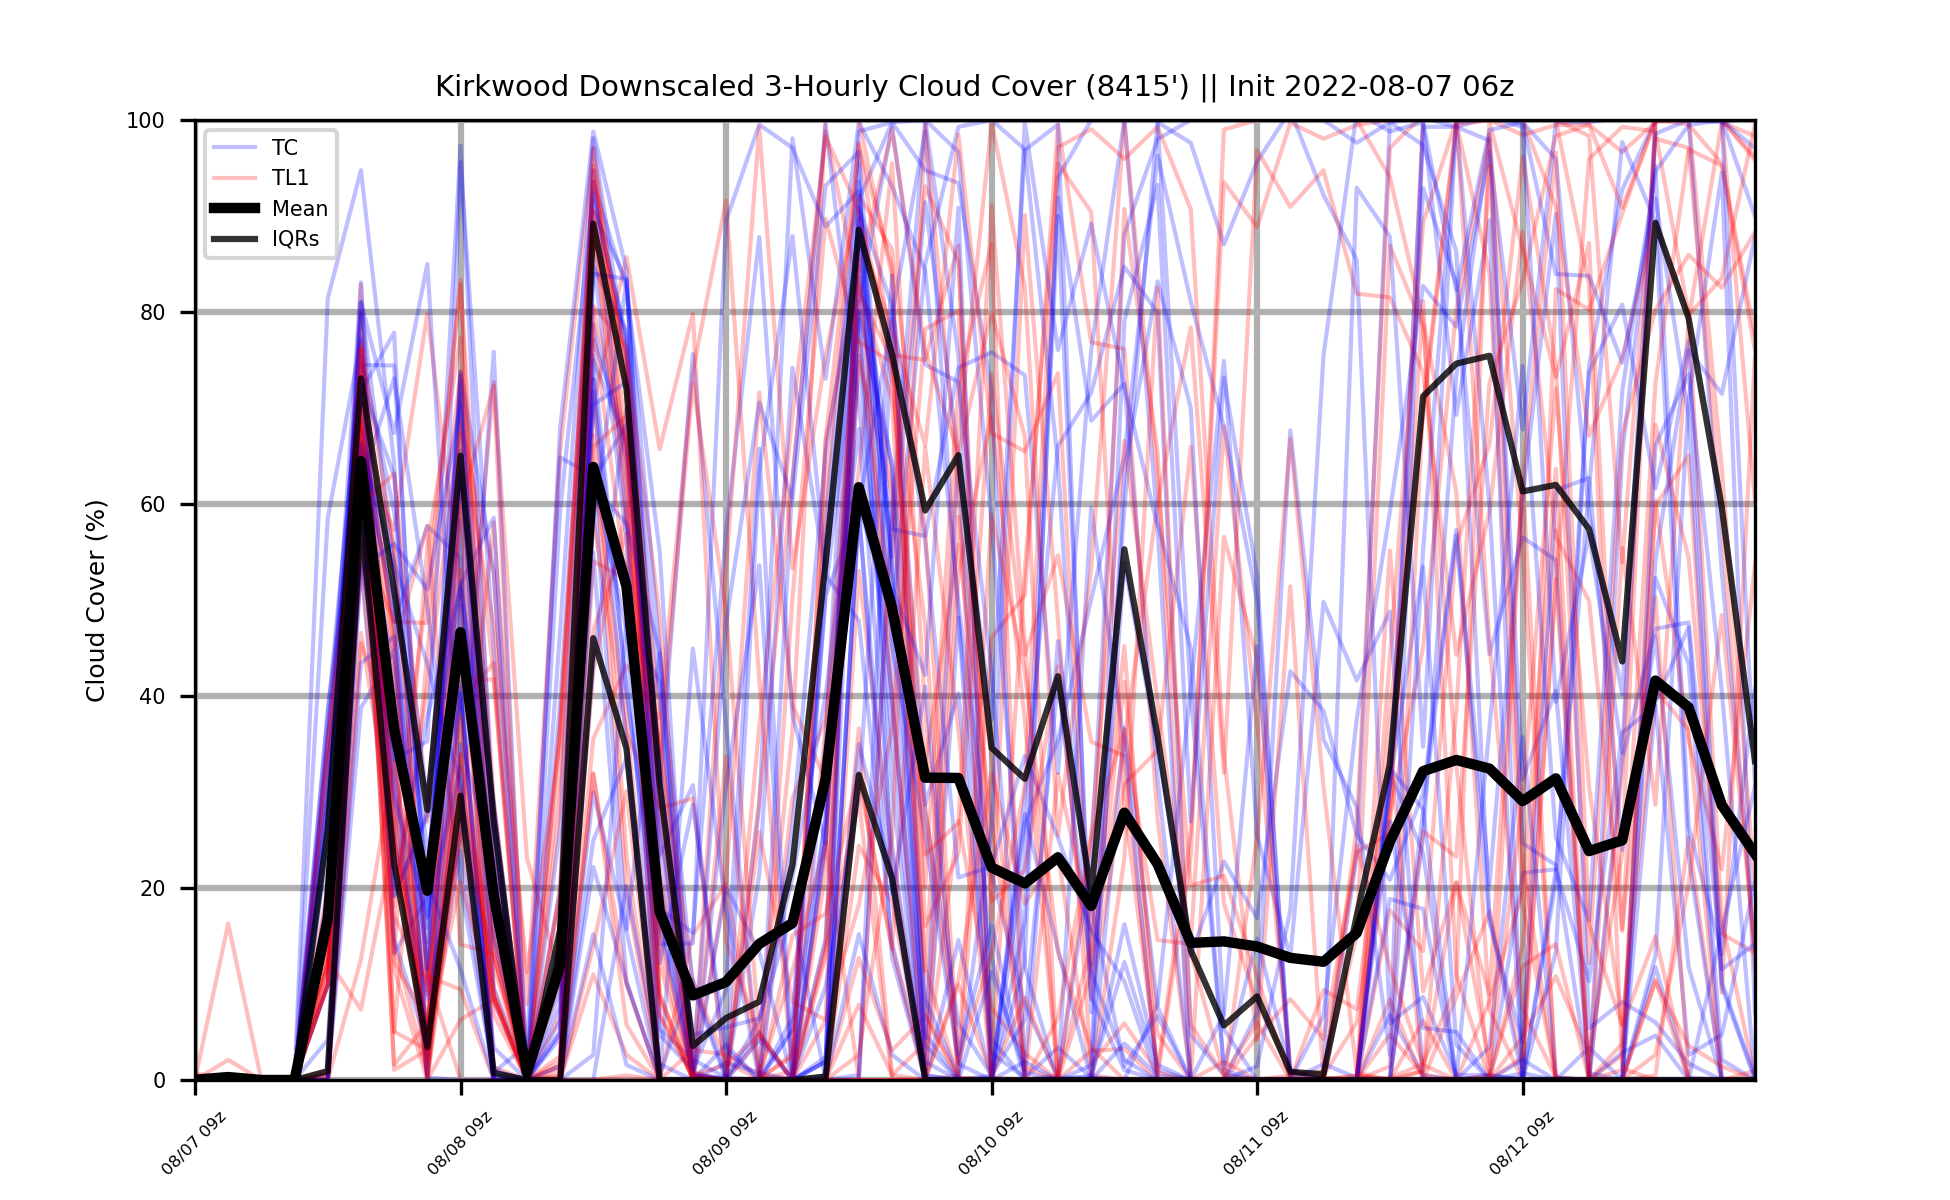 Kirkwood Downscaled 3-Hourly Cloud Cover (8415') || Init 2022-08-07 06z
TC
TL1
Mean
IQRs
Cloud Cover (%)
100
80
60
40
20
0
08/07 09z
08/08 09z
08/09 09z
08/10 09z
08/11 09z
08/12 09z